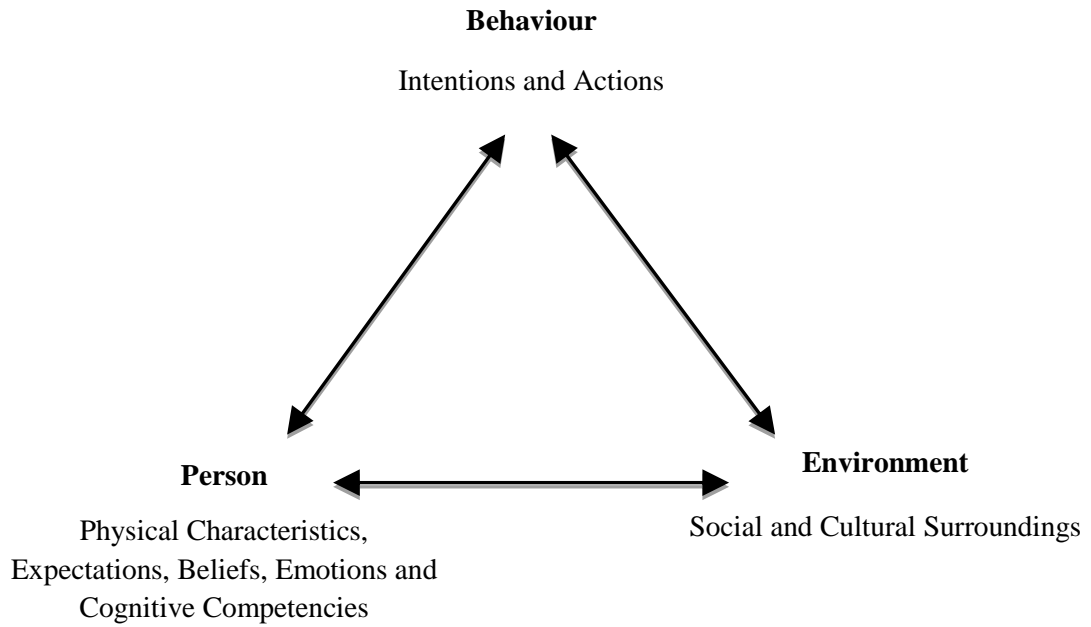 Behaviour
Intentions and Actions
Person
Physical Characteristics,
Expectations, Beliefs, Emotions and
Cognitive Competencies
Environment
Social and Cultural Surroundings